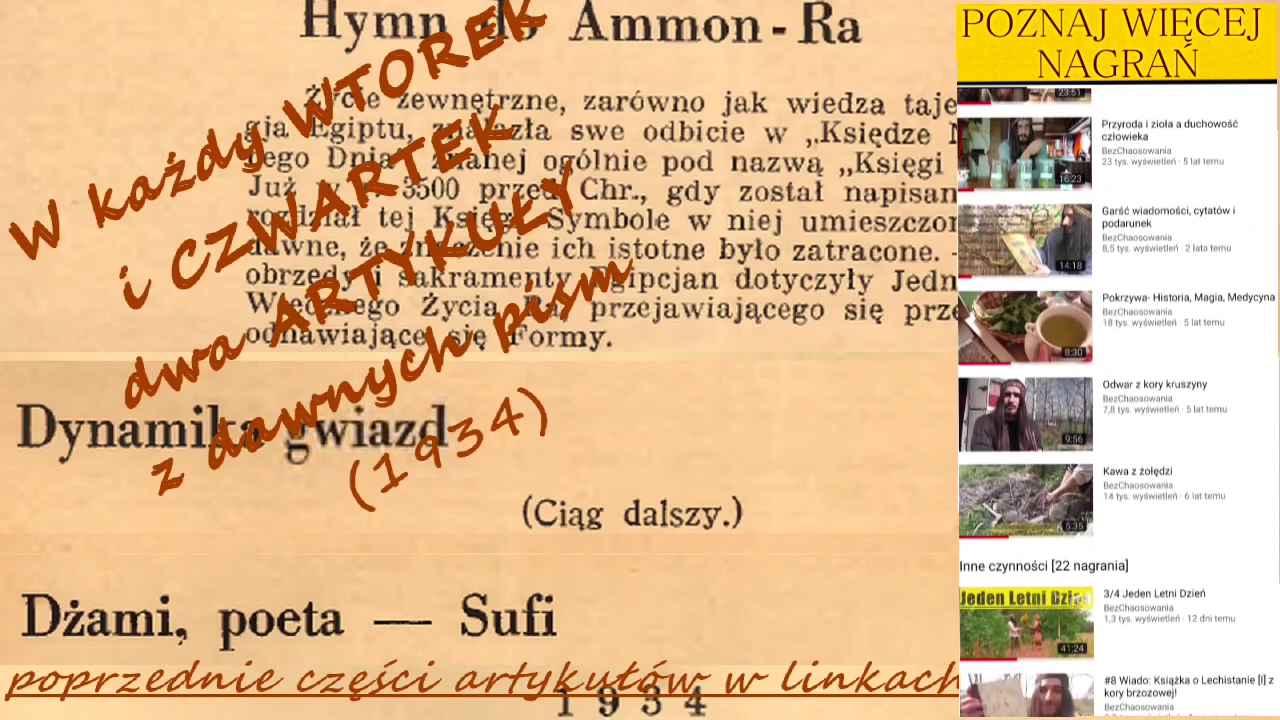 Hymn do Ammon-Ra
Życie zewnętrzne, zarówno jak wiedza taje
gja Egiptu, znalazła swe odbicie w „Księdze
tego Dnia" znanej ogólnie pod nazwą „Księgi
Już w r. 3500 przed Chr., gdy został napisan
rozdział tej Księgi Symbole w niej umieszczon
dawne, że znaczenie ich istotne było zatracone. -
obrzędy i sakramenty Egipcjan dotyczyły Jedn
Wiecznego Życia Ra, przejawiającego się prze
odnawiające się Formy.
W każdy WTOREK
i CZWARTEK
dwa ARTYKUŁY
z dawnych pism
(1934)
Dynamika gwiazd
(Ciąg dalszy.)
Dżami, poeta — Sufi
poprzednie części artykułów w linkach
1934
POZNAJ WIĘCEJ
NAGRAŃ
23:51
Przyroda i zioła a duchowość
człowieka
BezChaosowania
23 tys. wyświetleń · 5 lat temu
16:23
Garść wiadomości, cytatów i
podarunek
BezChaosowania
8,5 tys. wyświetleń · 2 lata temu
14:18
Pokrzywa- Historia, Magia, Medycyna
BezChaosowania
18 tys. wyświetleń · 5 lat temu
8:30
Odwar z kory kruszyny
BezChaosowania
7,8 tys. wyświetleń · 5 lat temu
9:56
Kawa z żołędzi
BezChaosowania
14 tys. wyświetleń · 6 lat temu
5:35
Inne czynności [22 nagrania]
Jeden Letni Dzień
3/4 Jeden Letni Dzień
BezChaosowania
1,3 tys. wyświetleń · 12 dni temu
41:24
#8 Wiado: Książka o Lechistanie [I] z
kory brzozowej!
BezChaosowania